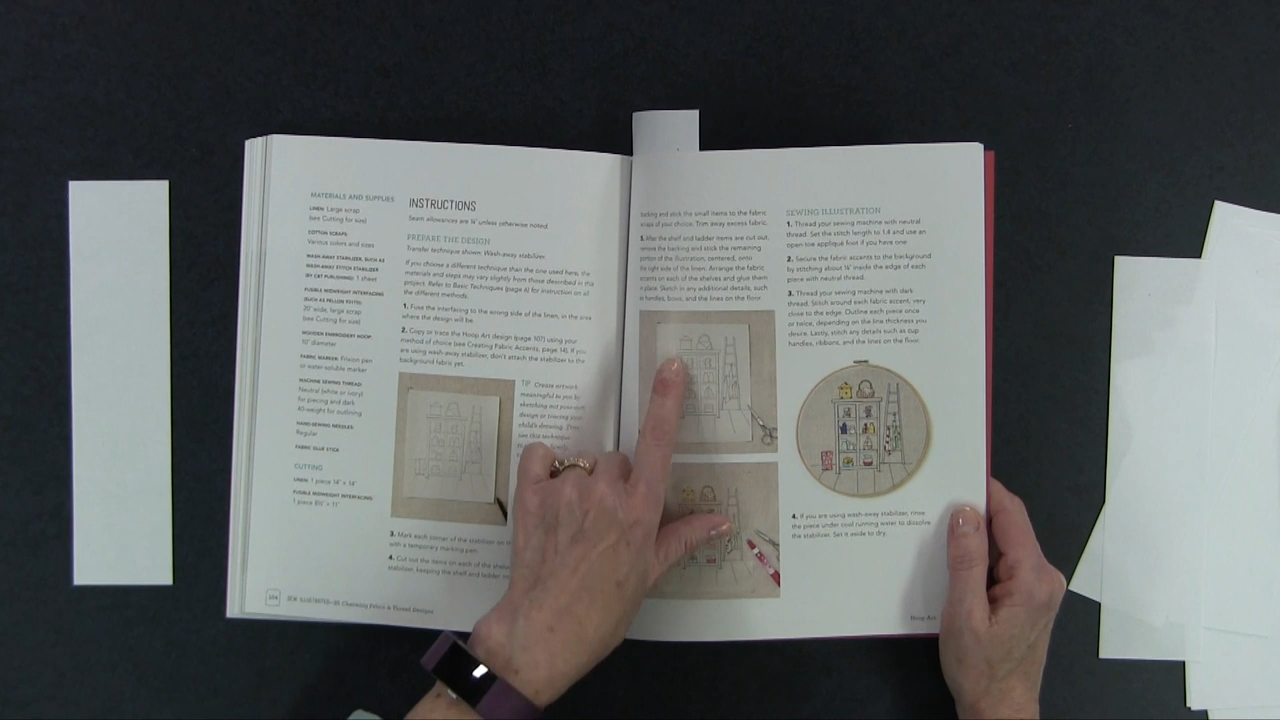 MATERIALS AND SUPPLIES
LINEN: Large scrap
(see Cutting for size)
COTTON SCRAPS:
Various colors and sizes
WASH-AWAY STABILIZER, SUCH AS
WASH-AWAY STITCH STABILIZER
BY C&T PUBLISHING: 1 sheet
FUSIBLE MIDWEIGHT INTERFACING
20˝ wide, large scrap
(see Cutting for size)
WOODEN EMBROIDERY HOOP:
10˝ diameter
FABRIC MARKER: Frixion pen
or water-soluble marker
MACHINE SEWING THREAD:
Neutral (white or ivory)
for piecing and dark
40-weight for outlining
HAND-SEWING NEEDLES:
Regular
FABRIC GLUE STICK
CUTTING
LINEN: 1 piece 14˝ × 14˝
FUSIBLE MIDWEIGHT INTERFACING:
1 piece 8½˝ × 11˝
INSTRUCTIONS
Seam allowances are ¼˝ unless otherwise noted.
PREPARE THE DESIGN
Transfer technique shown: Wash-away stabilizer
If you choose a different technique than the one used here, the
materials and steps may vary slightly from those described in this
project. Refer to Basic Techniques (page 6) for instruction on all
the different methods.
1. Fuse the interfacing to the wrong side of the linen, in the area
where the design will be.
2. Copy or trace the Hoop Art design (page 107) using your
method of choice (see Creating Fabric Accents, page 14). If you
are using wash-away stabilizer, don't attach the stabilizer to the
background fabric yet.
TIP Create artwork
meaningful to you by
sketching out your own
design or tracing your
child's drawing. Then
use this technique
3. Mark each corner of the stabilizer on th
with a temporary marking pen.
4. Cut out the items on each of the shelve
stabilizer, keeping the shelf and ladder
104
SEW ILLUSTRATED—35 Charming Fabric & Thread Designs
backing and stick the small items to the fabric
scraps of your choice. Trim away excess fabric.
5. After the shelf and ladder items are cut out,
remove the backing and stick the remaining
portion of the illustration, centered, onto
the right side of the linen. Arrange the fabric
accents on each of the shelves and glue them
in place. Sketch in any additional details, such
as handles, bows, and the lines on the floor.
SEWING ILLUSTRATION
1. Thread your sewing machine with neutral
thread. Set the stitch length to 1.4 and use an
open-toe appliqué foot if you have one.
2. Secure the fabric accents to the background
by stitching about ⅛˝ inside the edge of each
piece with neutral thread.
3. Thread your sewing machine with dark
thread. Stitch around each fabric accent, very
close to the edge. Outline each piece once
or twice, depending on the line thickness you
desire. Lastly, stitch any details such as cup
handles, ribbons, and the lines on the floor.
4. If you are using wash-away stabilizer, rinse
the piece under cool running water to dissolve
the stabilizer. Set it aside to dry.
Hoop Art